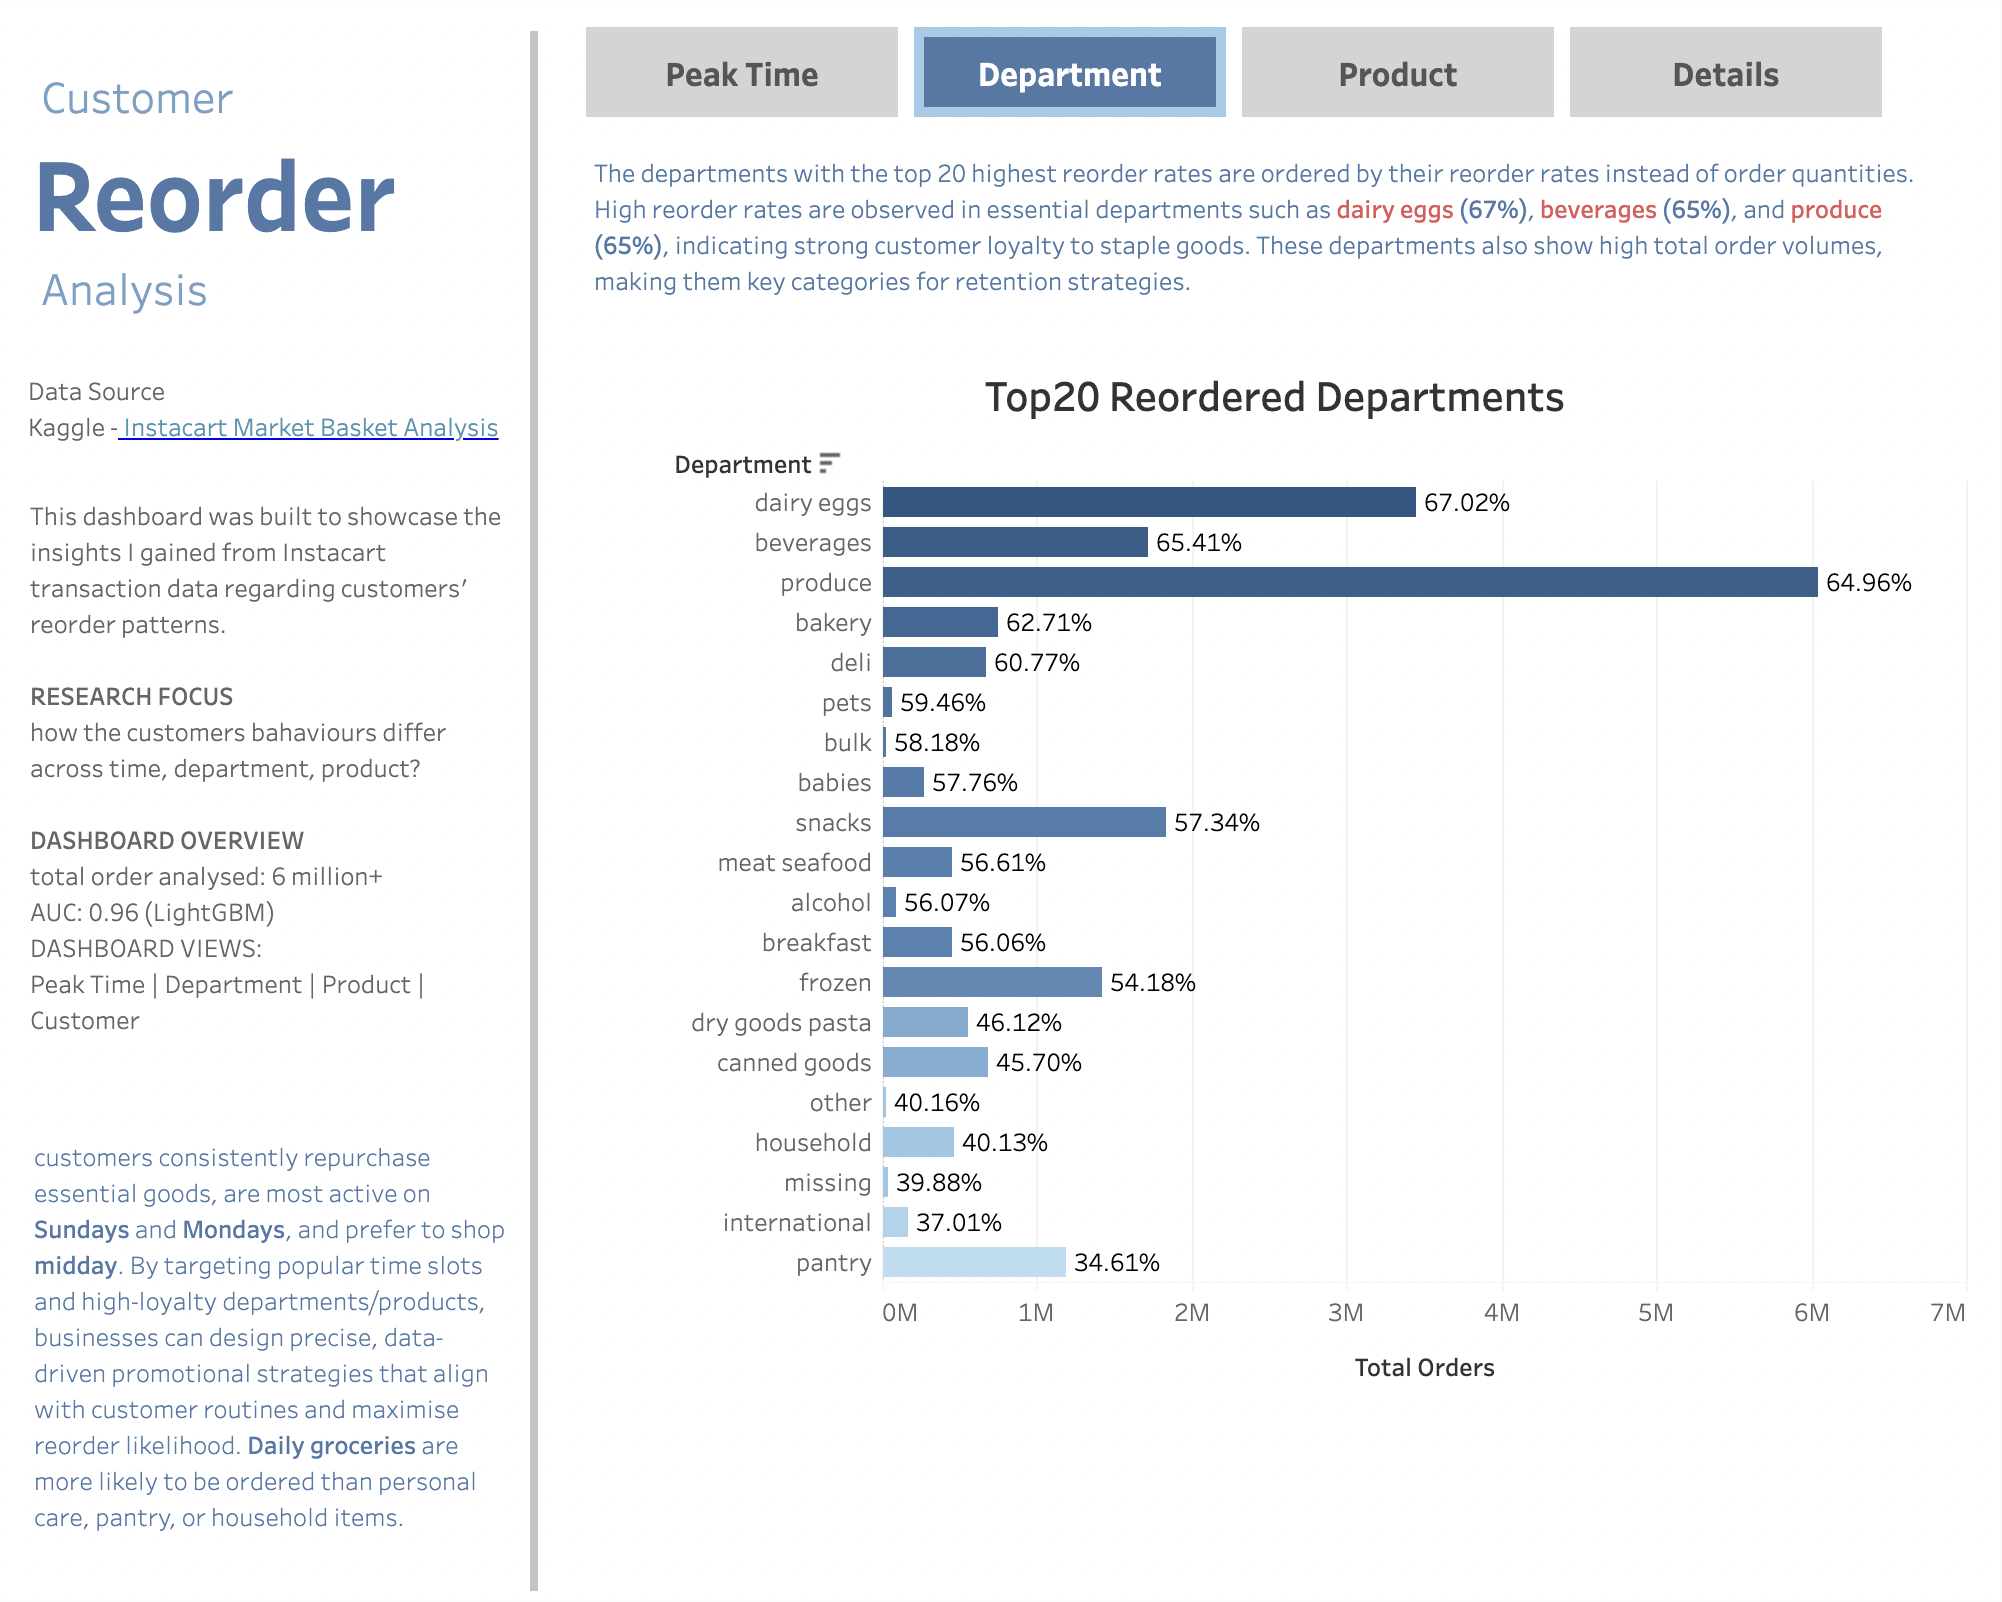 Customer
Reorder
Analysis
Data Source
Kaggle - Instacart Market Basket Analysis
This dashboard was built to showcase the
insights I gained from Instacart
transaction data regarding customers’
reorder patterns.
RESEARCH FOCUS
how the customers bahaviours differ
across time, department, product?
DASHBOARD OVERVIEW
total order analysed: 6 million+
AUC: 0.96 (LightGBM)
DASHBOARD VIEWS:
Peak Time | Department | Product |
Customer
customers consistently repurchase
essential goods, are most active on
Sundays and Mondays, and prefer to shop
midday. By targeting popular time slots
and high-loyalty departments/products,
businesses can design precise, data-
driven promotional strategies that align
with customer routines and maximise
reorder likelihood. Daily groceries are
more likely to be ordered than personal
care, pantry, or household items.
Peak Time
Department
Product
Details
The departments with the top 20 highest reorder rates are ordered by their reorder rates instead of order quantities.
High reorder rates are observed in essential departments such as dairy eggs (67%), beverages (65%), and produce
(65%), indicating strong customer loyalty to staple goods. These departments also show high total order volumes,
making them key categories for retention strategies.
Top20 Reordered Departments
Department
dairy eggs 67.02%
beverages 65.41%
produce 64.96%
bakery 62.71%
deli 60.77%
pets 59.46%
bulk 58.18%
babies 57.76%
snacks 57.34%
meat seafood 56.61%
alcohol 56.07%
breakfast 56.06%
frozen 54.18%
dry goods pasta 46.12%
canned goods 45.70%
other 40.16%
household 40.13%
missing 39.88%
international 37.01%
pantry 34.61%
0M 1M 2M 3M 4M 5M 6M 7M
Total Orders